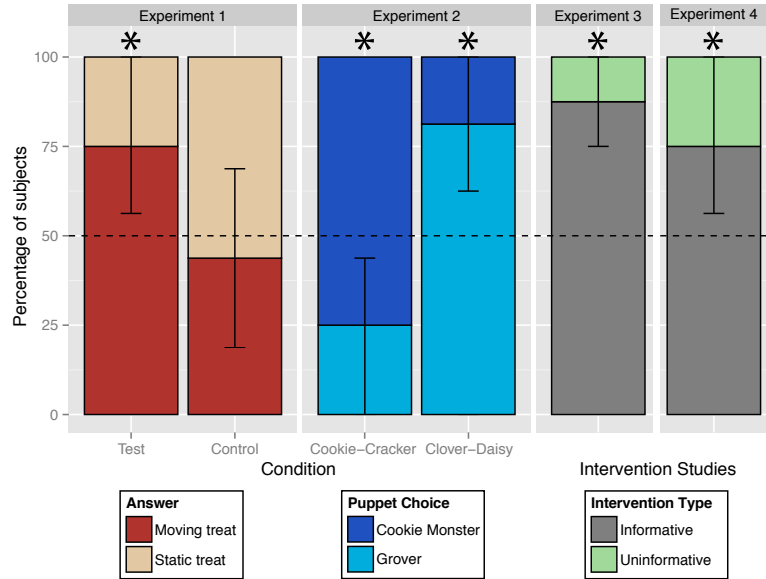 Experiment 1
Experiment 2
Experiment 3
Experiment 4
* * * * *
Percentage of subjects
100
75
50
25
0
Test
Control
Cookie−Cracker
Clover−Daisy
Condition
Intervention Studies
Answer
Moving treat
Static treat
Puppet Choice
Cookie Monster
Grover
Intervention Type
Informative
Uninformative